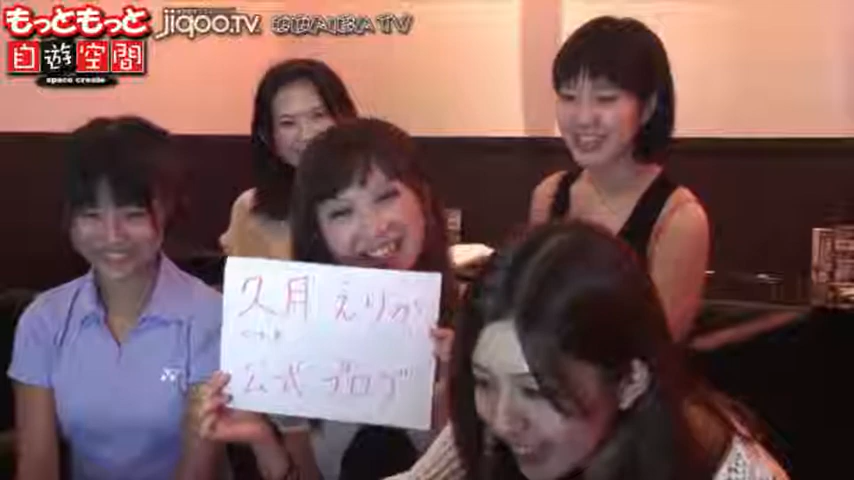 もっともっと
自遊空間
space create
jiqoo.TV
久月 えりか
公式 ブログ